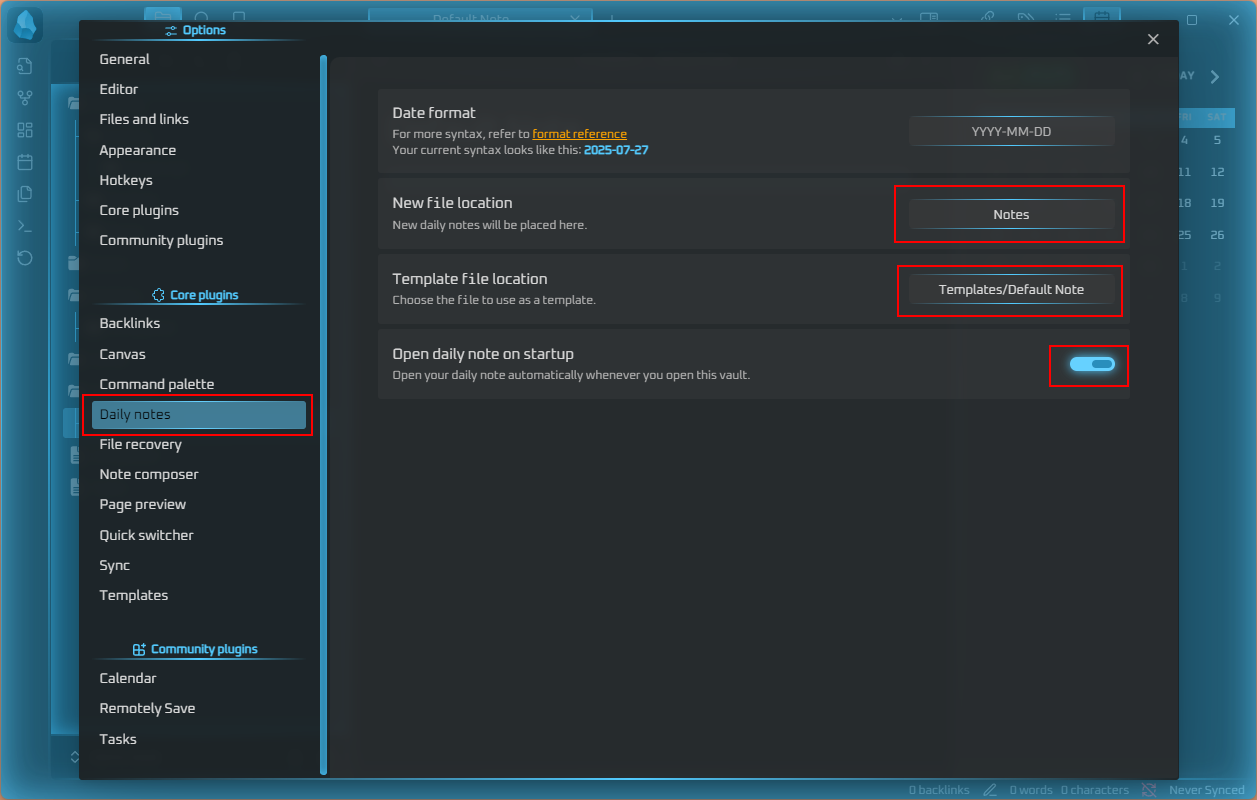 Default Note
Options
General
Editor
Files and links
Appearance
Hotkeys
Core plugins
Community plugins
Core plugins
Backlinks
Canvas
Command palette
Daily notes
File recovery
Note composer
Page preview
Quick switcher
Sync
Templates
Community plugins
Calendar
Remotely Save
Tasks
Date format
For more syntax, refer to format reference
Your current syntax looks like this: 2025-07-27
YYYY-MM-DD
New file location
New daily notes will be placed here.
Notes
Template file location
Choose the file to use as a template.
Templates/Default Note
Open daily note on startup
Open your daily note automatically whenever you open this vault.
AY
FRI SAT
4 5
11 12
18 19
25 26
1 2
8 9
0 backlinks 0 words 0 characters Never Synced